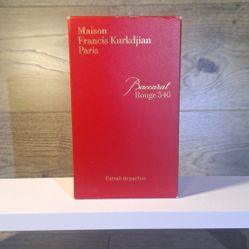 Maison
Francis Kurkdjian
Paris
Baccarat
Rouge 540
Extrait de parfum